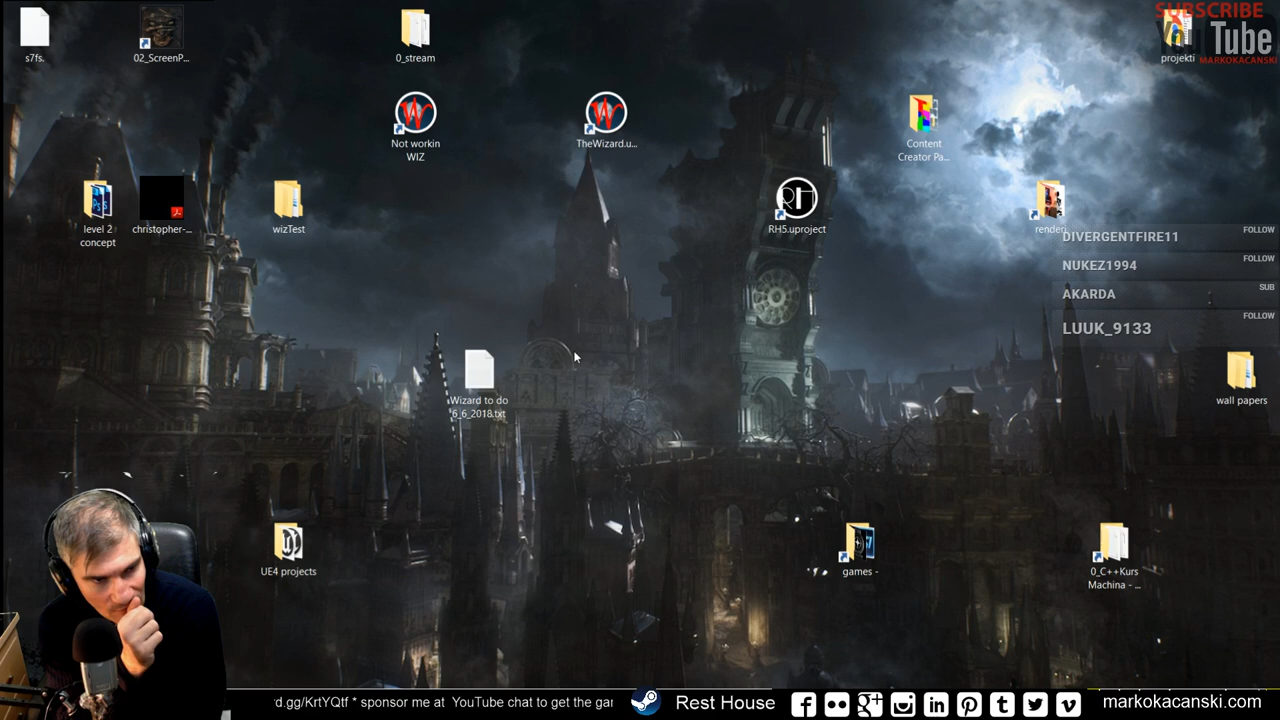 SUBSCRIBE
You Tube
MARKOKACANSKI
s7fs.
02_ScreenP...
0_stream
projekti
Not workin
WIZ
TheWizard.u...
Content
Creator Pa...
level 2
concept
christopher-...
wizTest
RH5.uproject
renderi
DIVERGENTFIRE11 FOLLOW
NUKEZ1994 FOLLOW
AKARDA SUB
LUUK_9133 FOLLOW
Wizard to do
6_6_2018.txt
wall papers
UE4 projects
games -
0_C++Kurs
Machina - ...
d.gg/KrtYQtf * sponsor me at YouTube chat to get the gar
Rest House
markokacanski.com